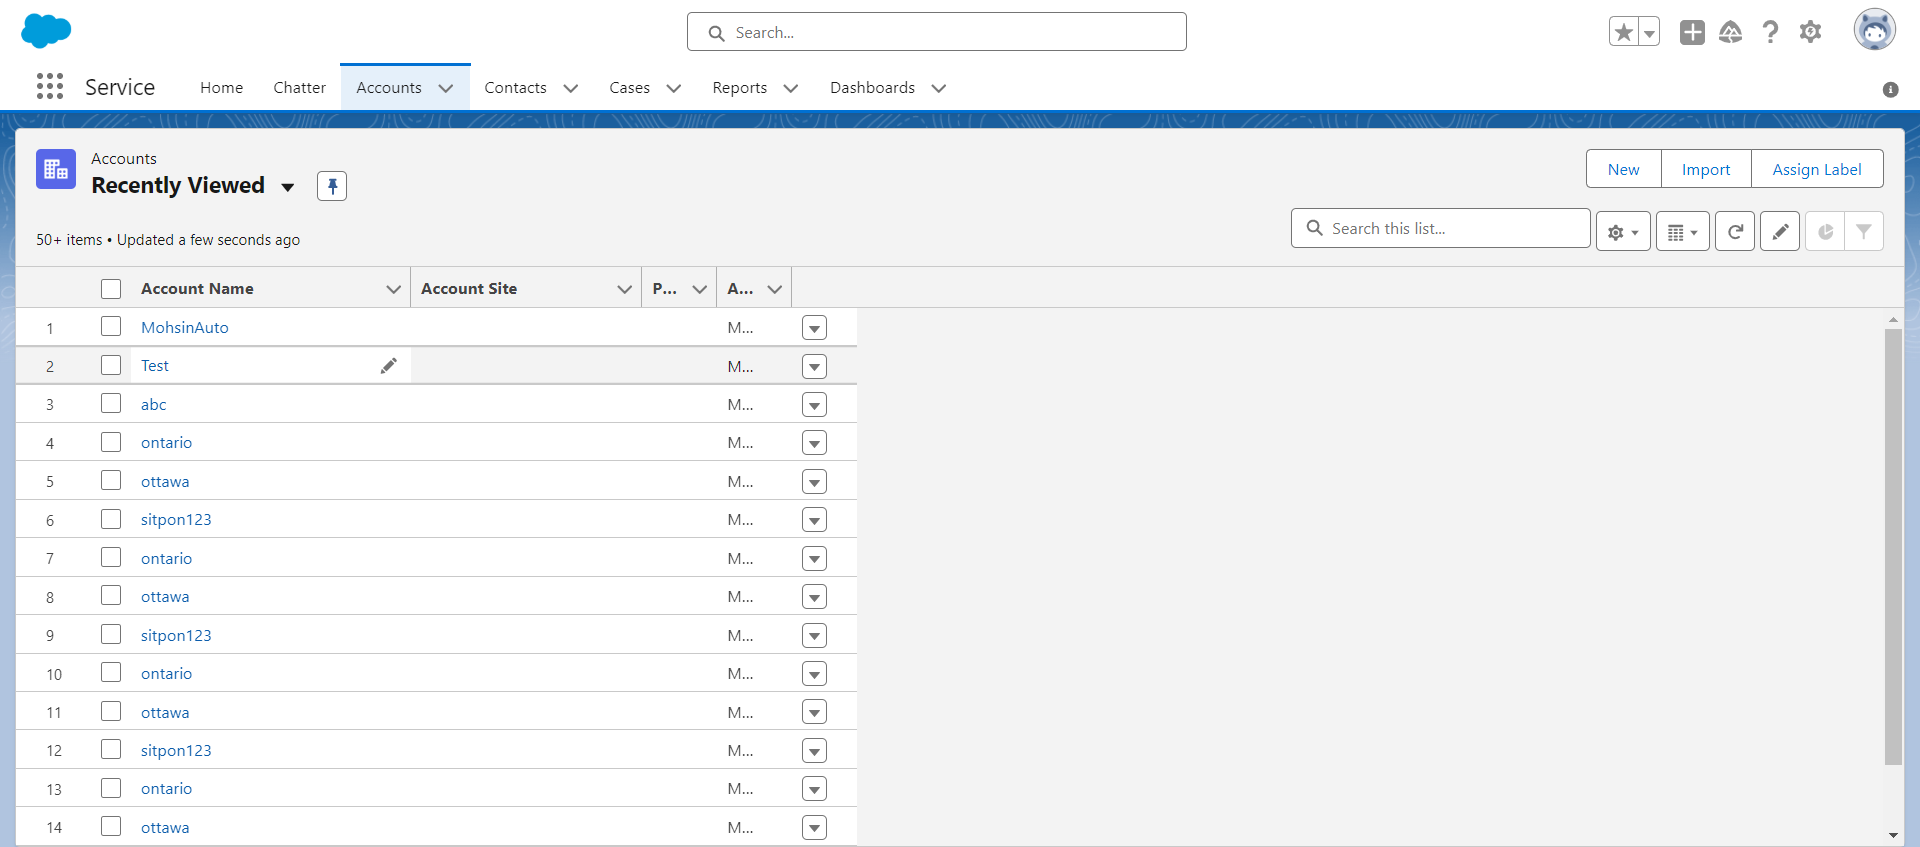 Search...
Service Home Chatter Accounts Contacts Cases Reports Dashboards
Accounts
Recently Viewed
New Import Assign Label
50+ items • Updated a few seconds ago
Search this list...
Account Name Account Site P... A...
1 MohsinAuto M...
2 Test M...
3 abc M...
4 ontario M...
5 ottawa M...
6 sitpon123 M...
7 ontario M...
8 ottawa M...
9 sitpon123 M...
10 ontario M...
11 ottawa M...
12 sitpon123 M...
13 ontario M...
14 ottawa M...